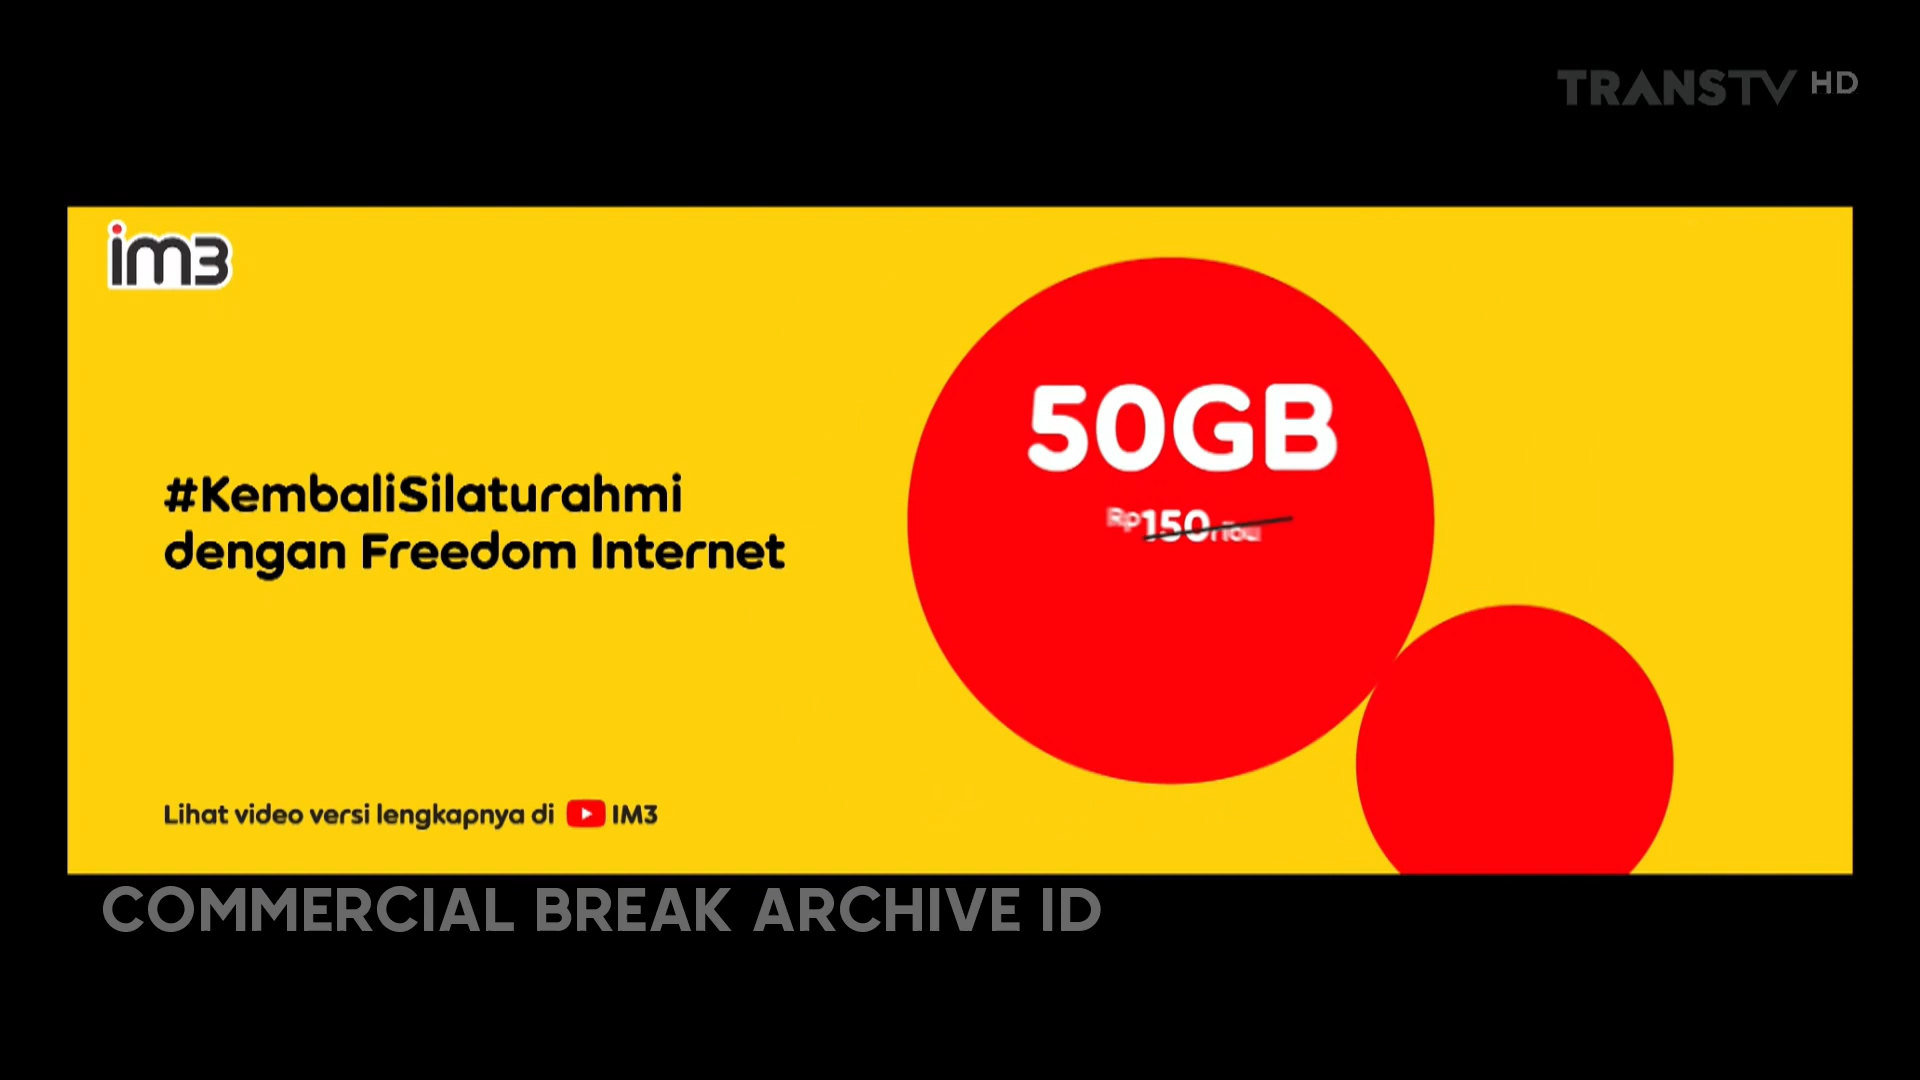 TRANSTV HD
im3
50GB
Rp150
#KembaliSilaturahmi
dengan Freedom Internet
Lihat video versi lengkapnya di IM3
COMMERCIAL BREAK ARCHIVE ID